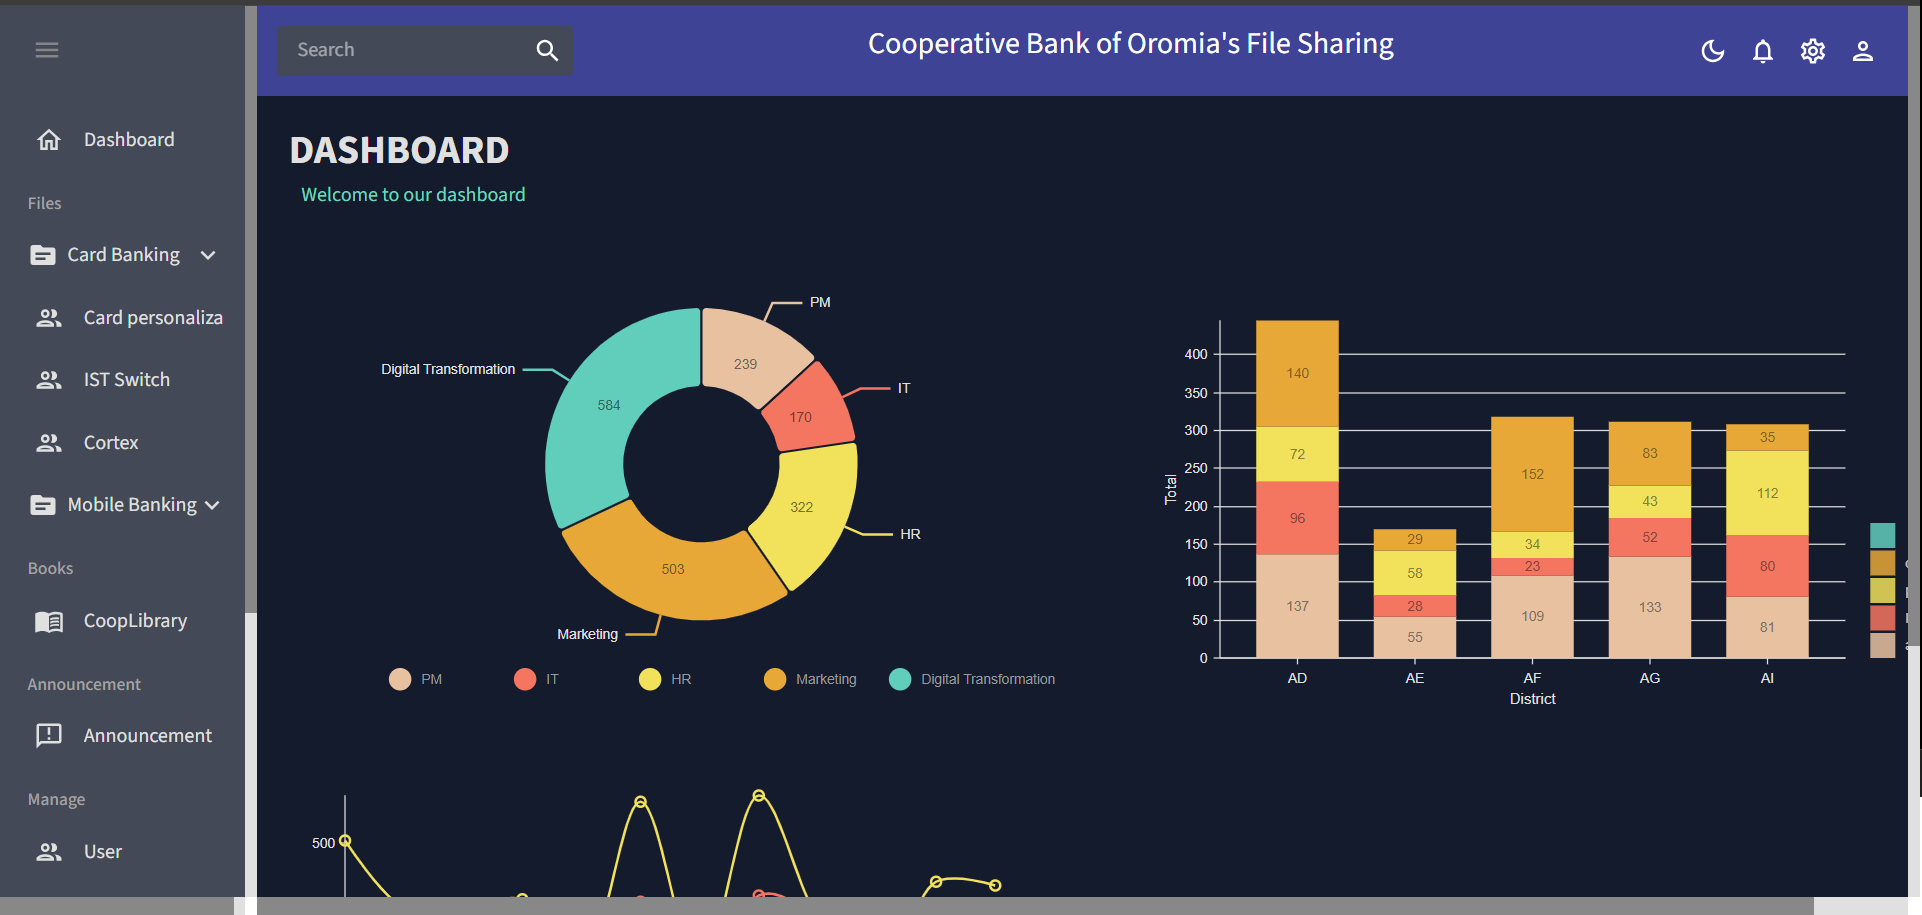 Search
Cooperative Bank of Oromia's File Sharing
Dashboard
Files
Card Banking
Card personaliza
IST Switch
Cortex
Mobile Banking
Books
CoopLibrary
Announcement
Announcement
Manage
User
DASHBOARD
Welcome to our dashboard
PM
239
IT
170
HR
322
Marketing
503
Digital Transformation
584
PM IT HR Marketing Digital Transformation
Total
400
350
300
250
200
150
100
50
0
140
72
96
137
29
58
28
55
152
34
23
109
83
43
52
133
35
112
80
81
AD AE AF AG AI
District
500